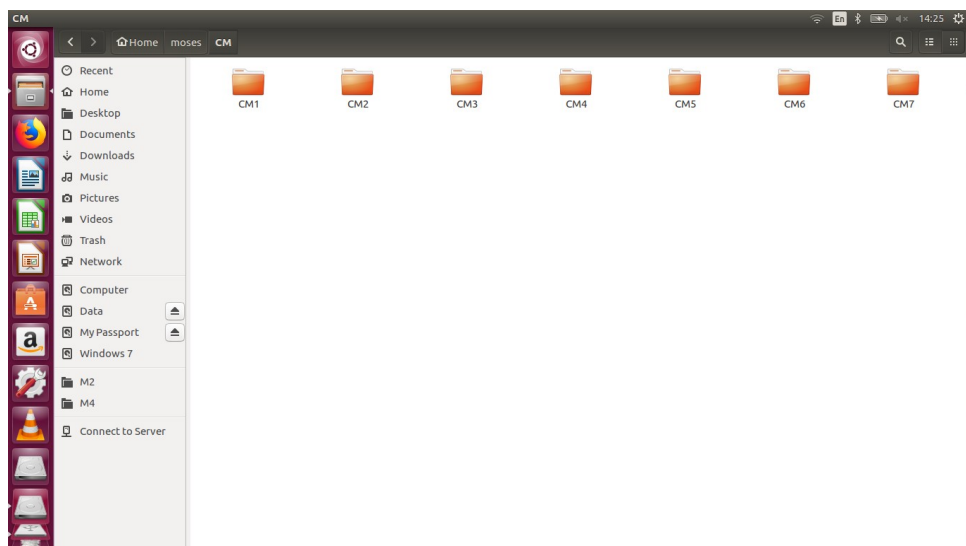 CM
En
14:25
Home moses CM
Recent
Home
Desktop
Documents
Downloads
Music
Pictures
Videos
Trash
Network
Computer
Data
My Passport
Windows 7
M2
M4
Connect to Server
CM1 CM2 CM3 CM4 CM5 CM6 CM7